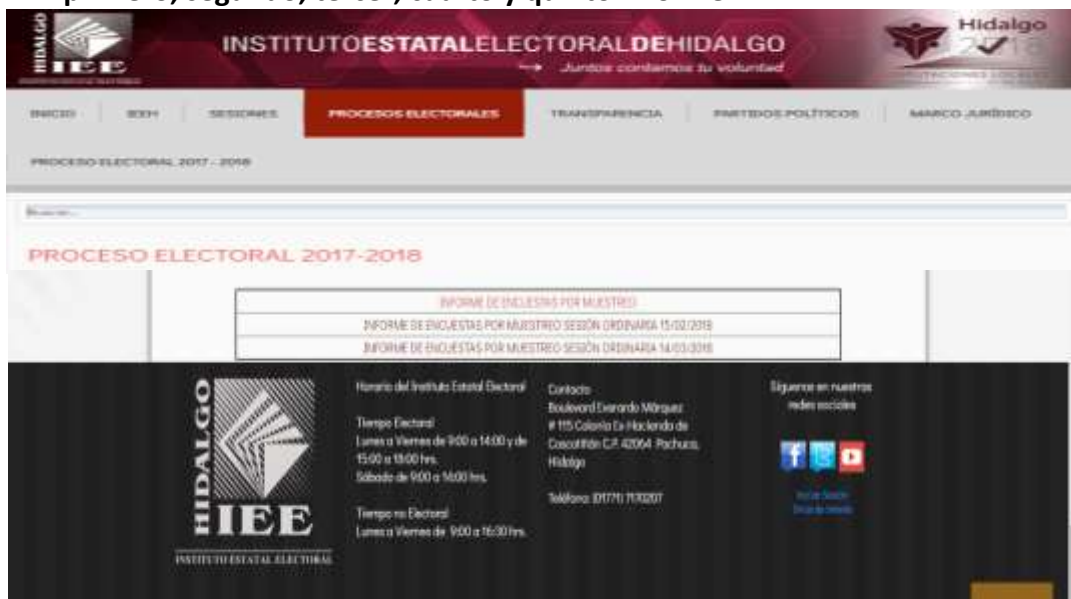 INSTITUTOESTATALELECTORALDEHIDALGO
Juntos contamos tu voluntad
HIDALGO
IEE
Hidalgo
2018
INICIO
IEEH
SESIONES
PROCESOS ELECTORALES
TRANSPARENCIA
PARTIDOS POLÍTICOS
MARCO JURÍDICO
PROCESO ELECTORAL 2017 - 2018
Buscar...
PROCESO ELECTORAL 2017-2018
INFORME DE ENCUESTAS POR MUESTREO
INFORME DE ENCUESTAS POR MUESTREO SESIÓN ORDINARIA 15/02/2018
INFORME DE ENCUESTAS POR MUESTREO SESIÓN ORDINARIA 14/03/2018
HIDALGO
IEE
INSTITUTO ESTATAL ELECTORAL
Horario del Instituto Estatal Electoral
Tiempo Electoral
Lunes a Viernes de 9:00 a 14:00 y de
15:00 a 18:00 hrs.
Sábado de 9:00 a 14:00 hrs.
Tiempo no Electoral
Lunes a Viernes de 9:00 a 16:30 hrs.
Contacto
Boulevard Everardo Márquez
# 115 Colonia Ex-Hacienda de
Coscotitlán C.P. 42064 Pachuca,
Hidalgo
Teléfono: (01771) 7170207
Síguenos en nuestras
redes sociales
Iniciar Sesión